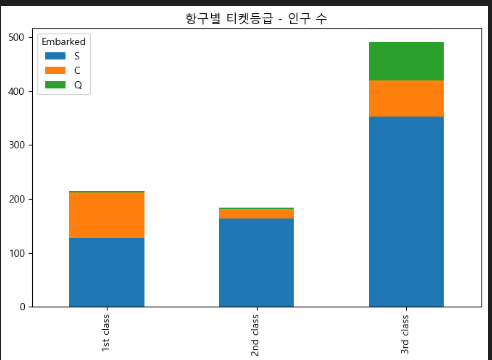 항구별 티켓등급 - 인구 수
500
400
300
200
100
0
Embarked
S
C
Q
1st class
2nd class
3rd class